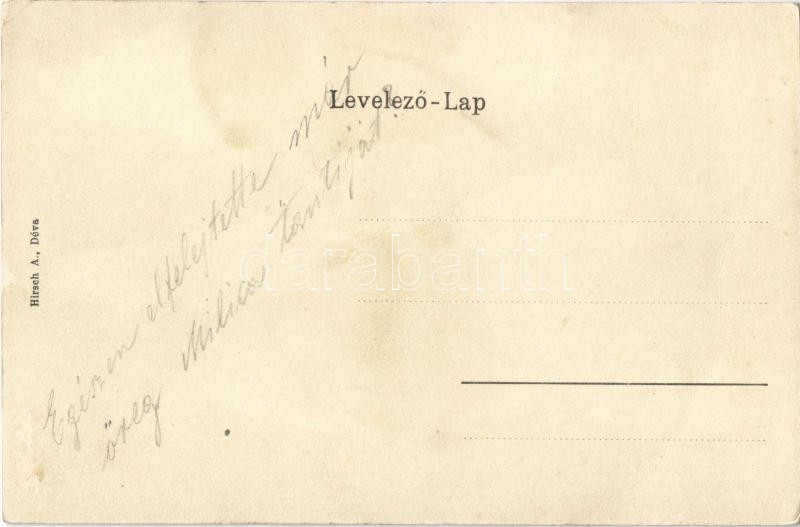 Levelező-Lap
Egészen elfelejtette már
öreg Milica tantiját?
Hirsch A., Déva
darabanth